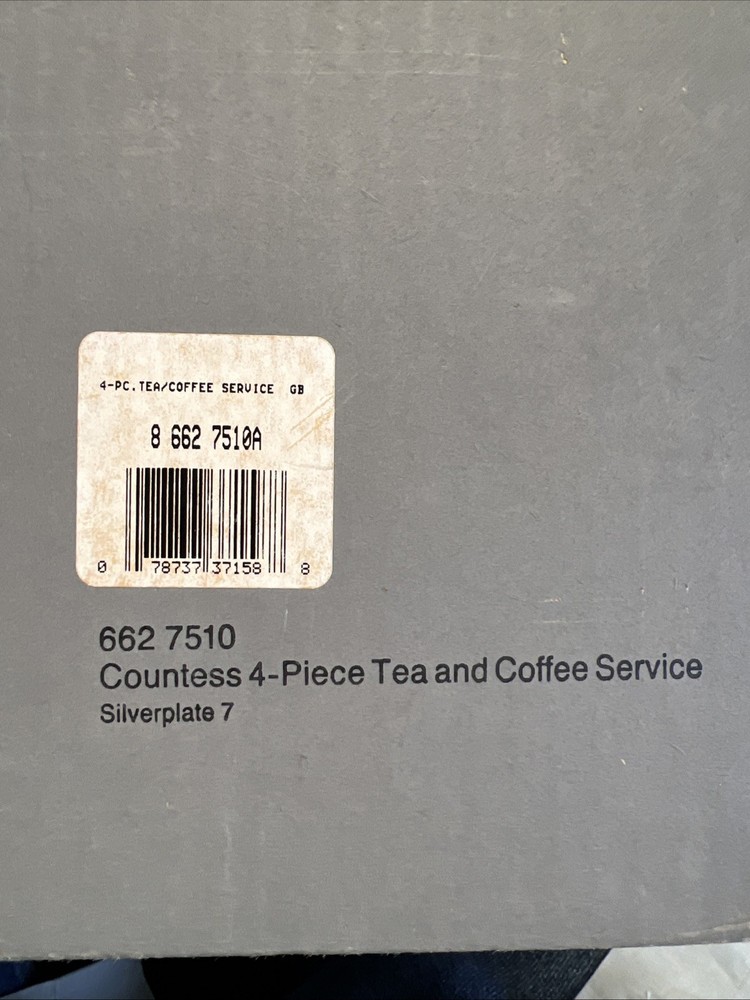 4-PC.TEA/COFFEE SERVICE GB
8 662 7510A
0 78737 37158 8
662 7510
Countess 4-Piece Tea and Coffee Service
Silverplate 7